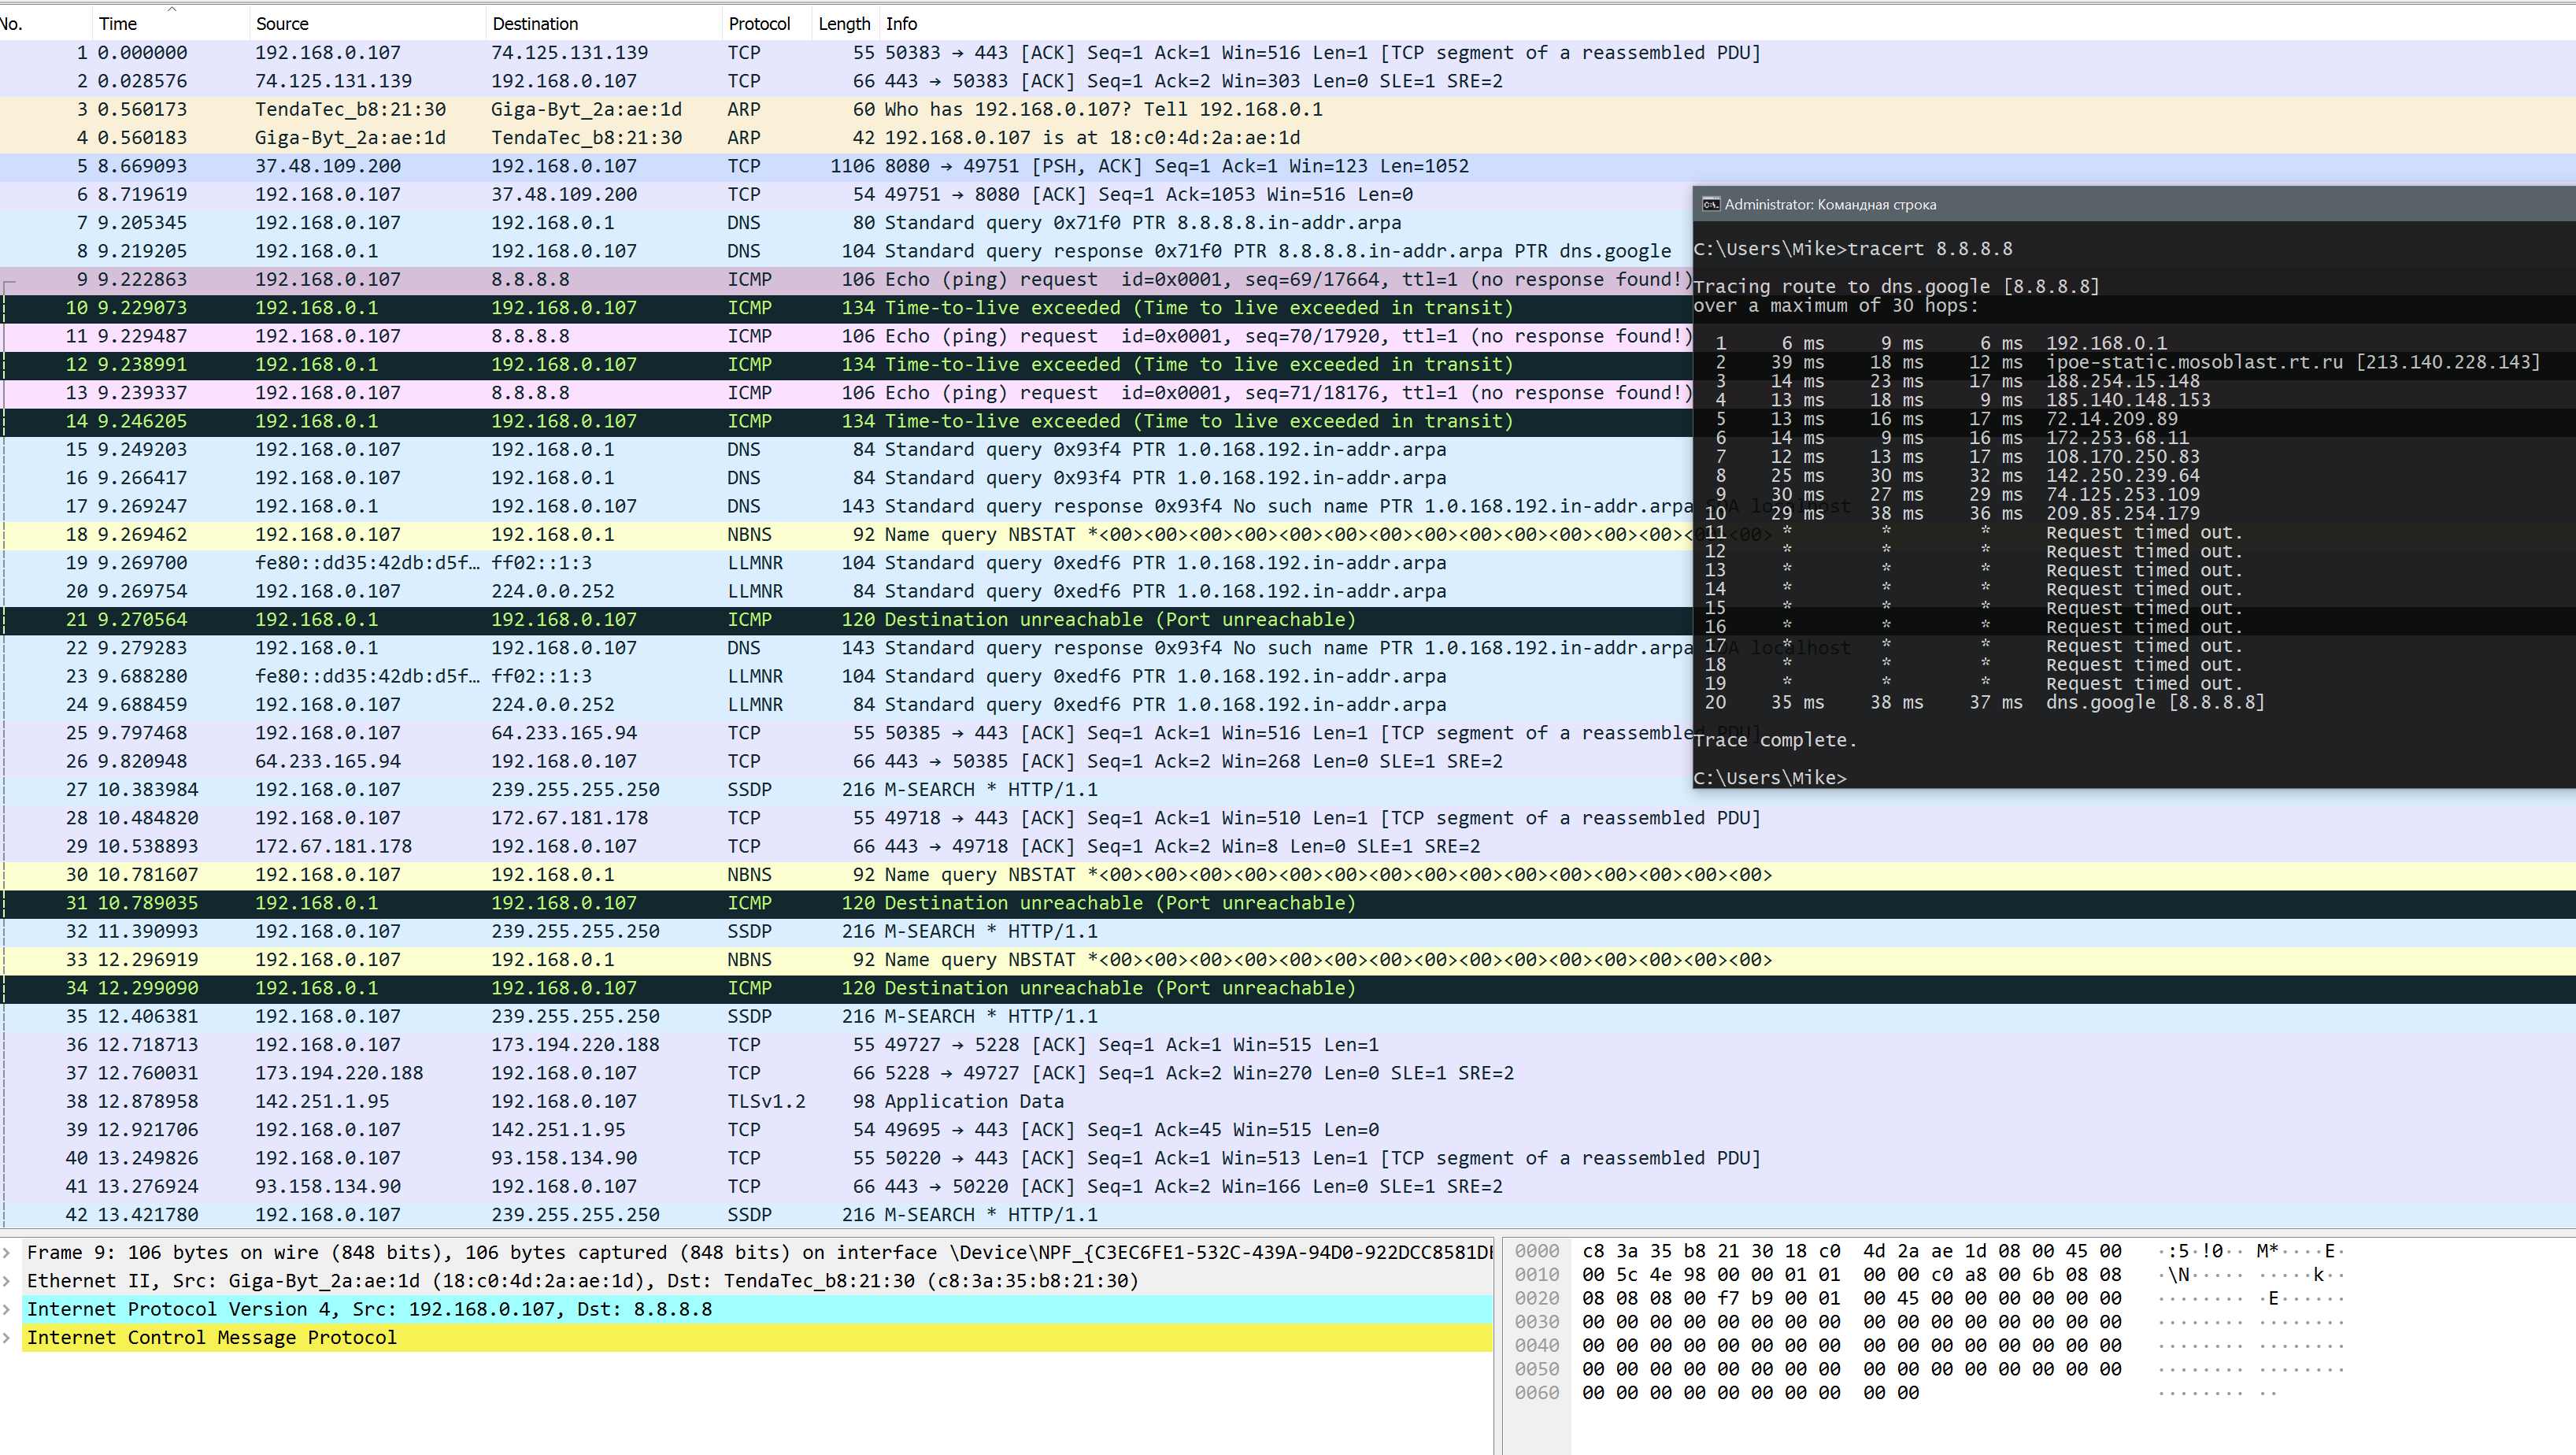 No. Time Source Destination Protocol Length Info
1 0.000000 192.168.0.107 74.125.131.139 TCP 55 50383 → 443 [ACK] Seq=1 Ack=1 Win=516 Len=1 [TCP segment of a reassembled PDU]
2 0.028576 74.125.131.139 192.168.0.107 TCP 66 443 → 50383 [ACK] Seq=1 Ack=2 Win=303 Len=0 SLE=1 SRE=2
3 0.560173 TendaTec_b8:21:30 Giga-Byt_2a:ae:1d ARP 60 Who has 192.168.0.107? Tell 192.168.0.1
4 0.560183 Giga-Byt_2a:ae:1d TendaTec_b8:21:30 ARP 42 192.168.0.107 is at 18:c0:4d:2a:ae:1d
5 8.669093 37.48.109.200 192.168.0.107 TCP 1106 8080 → 49751 [PSH, ACK] Seq=1 Ack=1 Win=123 Len=1052
6 8.719619 192.168.0.107 37.48.109.200 TCP 54 49751 → 8080 [ACK] Seq=1 Ack=1053 Win=516 Len=0
7 9.205345 192.168.0.107 192.168.0.1 DNS 80 Standard query 0x71f0 PTR 8.8.8.8.in-addr.arpa
8 9.219205 192.168.0.1 192.168.0.107 DNS 104 Standard query response 0x71f0 PTR 8.8.8.8.in-addr.arpa PTR dns.google
9 9.222863 192.168.0.107 8.8.8.8 ICMP 106 Echo (ping) request id=0x0001, seq=69/17664, ttl=1 (no response found!)
10 9.229073 192.168.0.1 192.168.0.107 ICMP 134 Time-to-live exceeded (Time to live exceeded in transit)
11 9.229487 192.168.0.107 8.8.8.8 ICMP 106 Echo (ping) request id=0x0001, seq=70/17920, ttl=1 (no response found!)
12 9.238991 192.168.0.1 192.168.0.107 ICMP 134 Time-to-live exceeded (Time to live exceeded in transit)
13 9.239337 192.168.0.107 8.8.8.8 ICMP 106 Echo (ping) request id=0x0001, seq=71/18176, ttl=1 (no response found!)
14 9.246205 192.168.0.1 192.168.0.107 ICMP 134 Time-to-live exceeded (Time to live exceeded in transit)
15 9.249203 192.168.0.107 192.168.0.1 DNS 84 Standard query 0x93f4 PTR 1.0.168.192.in-addr.arpa
16 9.266417 192.168.0.107 192.168.0.1 DNS 84 Standard query 0x93f4 PTR 1.0.168.192.in-addr.arpa
17 9.269247 192.168.0.1 192.168.0.107 DNS 143 Standard query response 0x93f4 No such name PTR 1.0.168.192.in-addr.arpa SOA localhost
18 9.269462 192.168.0.107 192.168.0.1 NBNS 92 Name query NBSTAT *<00><00><00><00><00><00><00><00><00><00><00><00><00><00><00>
19 9.269700 fe80::dd35:42db:d5f… ff02::1:3 LLMNR 104 Standard query 0xedf6 PTR 1.0.168.192.in-addr.arpa
20 9.269754 192.168.0.107 224.0.0.252 LLMNR 84 Standard query 0xedf6 PTR 1.0.168.192.in-addr.arpa
21 9.270564 192.168.0.1 192.168.0.107 ICMP 120 Destination unreachable (Port unreachable)
22 9.279283 192.168.0.1 192.168.0.107 DNS 143 Standard query response 0x93f4 No such name PTR 1.0.168.192.in-addr.arpa SOA localhost
23 9.688280 fe80::dd35:42db:d5f… ff02::1:3 LLMNR 104 Standard query 0xedf6 PTR 1.0.168.192.in-addr.arpa
24 9.688459 192.168.0.107 224.0.0.252 LLMNR 84 Standard query 0xedf6 PTR 1.0.168.192.in-addr.arpa
25 9.797468 192.168.0.107 64.233.165.94 TCP 55 50385 → 443 [ACK] Seq=1 Ack=1 Win=516 Len=1 [TCP segment of a reassembled PDU]
26 9.820948 64.233.165.94 192.168.0.107 TCP 66 443 → 50385 [ACK] Seq=1 Ack=2 Win=268 Len=0 SLE=1 SRE=2
27 10.383984 192.168.0.107 239.255.255.250 SSDP 216 M-SEARCH * HTTP/1.1
28 10.484820 192.168.0.107 172.67.181.178 TCP 55 49718 → 443 [ACK] Seq=1 Ack=1 Win=510 Len=1 [TCP segment of a reassembled PDU]
29 10.538893 172.67.181.178 192.168.0.107 TCP 66 443 → 49718 [ACK] Seq=1 Ack=2 Win=8 Len=0 SLE=1 SRE=2
30 10.781607 192.168.0.107 192.168.0.1 NBNS 92 Name query NBSTAT *<00><00><00><00><00><00><00><00><00><00><00><00><00><00><00>
31 10.789035 192.168.0.1 192.168.0.107 ICMP 120 Destination unreachable (Port unreachable)
32 11.390993 192.168.0.107 239.255.255.250 SSDP 216 M-SEARCH * HTTP/1.1
33 12.296919 192.168.0.107 192.168.0.1 NBNS 92 Name query NBSTAT *<00><00><00><00><00><00><00><00><00><00><00><00><00><00><00>
34 12.299090 192.168.0.1 192.168.0.107 ICMP 120 Destination unreachable (Port unreachable)
35 12.406381 192.168.0.107 239.255.255.250 SSDP 216 M-SEARCH * HTTP/1.1
36 12.718713 192.168.0.107 173.194.220.188 TCP 55 49727 → 5228 [ACK] Seq=1 Ack=1 Win=515 Len=1
37 12.760031 173.194.220.188 192.168.0.107 TCP 66 5228 → 49727 [ACK] Seq=1 Ack=2 Win=270 Len=0 SLE=1 SRE=2
38 12.878958 142.251.1.95 192.168.0.107 TLSv1.2 98 Application Data
39 12.921706 192.168.0.107 142.251.1.95 TCP 54 49695 → 443 [ACK] Seq=1 Ack=45 Win=515 Len=0
40 13.249826 192.168.0.107 93.158.134.90 TCP 55 50220 → 443 [ACK] Seq=1 Ack=1 Win=513 Len=1 [TCP segment of a reassembled PDU]
41 13.276924 93.158.134.90 192.168.0.107 TCP 66 443 → 50220 [ACK] Seq=1 Ack=2 Win=166 Len=0 SLE=1 SRE=2
42 13.421780 192.168.0.107 239.255.255.250 SSDP 216 M-SEARCH * HTTP/1.1
Administrator: Командная строка
C:\Users\Mike>tracert 8.8.8.8
Tracing route to dns.google [8.8.8.8]
over a maximum of 30 hops:
1 6 ms 9 ms 6 ms 192.168.0.1
2 39 ms 18 ms 12 ms ipoe-static.mosoblast.rt.ru [213.140.228.143]
3 14 ms 23 ms 17 ms 188.254.15.148
4 13 ms 18 ms 9 ms 185.140.148.153
5 13 ms 16 ms 17 ms 72.14.209.89
6 14 ms 9 ms 16 ms 172.253.68.11
7 12 ms 13 ms 17 ms 108.170.250.83
8 25 ms 30 ms 32 ms 142.250.239.64
9 30 ms 27 ms 29 ms 74.125.253.109
10 29 ms 38 ms 36 ms 209.85.254.179
11 * * * Request timed out.
12 * * * Request timed out.
13 * * * Request timed out.
14 * * * Request timed out.
15 * * * Request timed out.
16 * * * Request timed out.
17 * * * Request timed out.
18 * * * Request timed out.
19 * * * Request timed out.
20 35 ms 38 ms 37 ms dns.google [8.8.8.8]
Trace complete.
C:\Users\Mike>
Frame 9: 106 bytes on wire (848 bits), 106 bytes captured (848 bits) on interface \Device\NPF_{C3EC6FE1-532C-439A-94D0-922DCC8581DE
Ethernet II, Src: Giga-Byt_2a:ae:1d (18:c0:4d:2a:ae:1d), Dst: TendaTec_b8:21:30 (c8:3a:35:b8:21:30)
Internet Protocol Version 4, Src: 192.168.0.107, Dst: 8.8.8.8
Internet Control Message Protocol
0000 c8 3a 35 b8 21 30 18 c0 4d 2a ae 1d 08 00 45 00 ·:5·!0·· M*····E·
0010 00 5c 4e 98 00 00 01 01 00 00 c0 a8 00 6b 08 08 ·\N····· ·····k··
0020 08 08 08 00 f7 b9 00 01 00 45 00 00 00 00 00 00 ········ ·E······
0030 00 00 00 00 00 00 00 00 00 00 00 00 00 00 00 00 ········ ········
0040 00 00 00 00 00 00 00 00 00 00 00 00 00 00 00 00 ········ ········
0050 00 00 00 00 00 00 00 00 00 00 00 00 00 00 00 00 ········ ········
0060 00 00 00 00 00 00 00 00 00 00 ········ ··